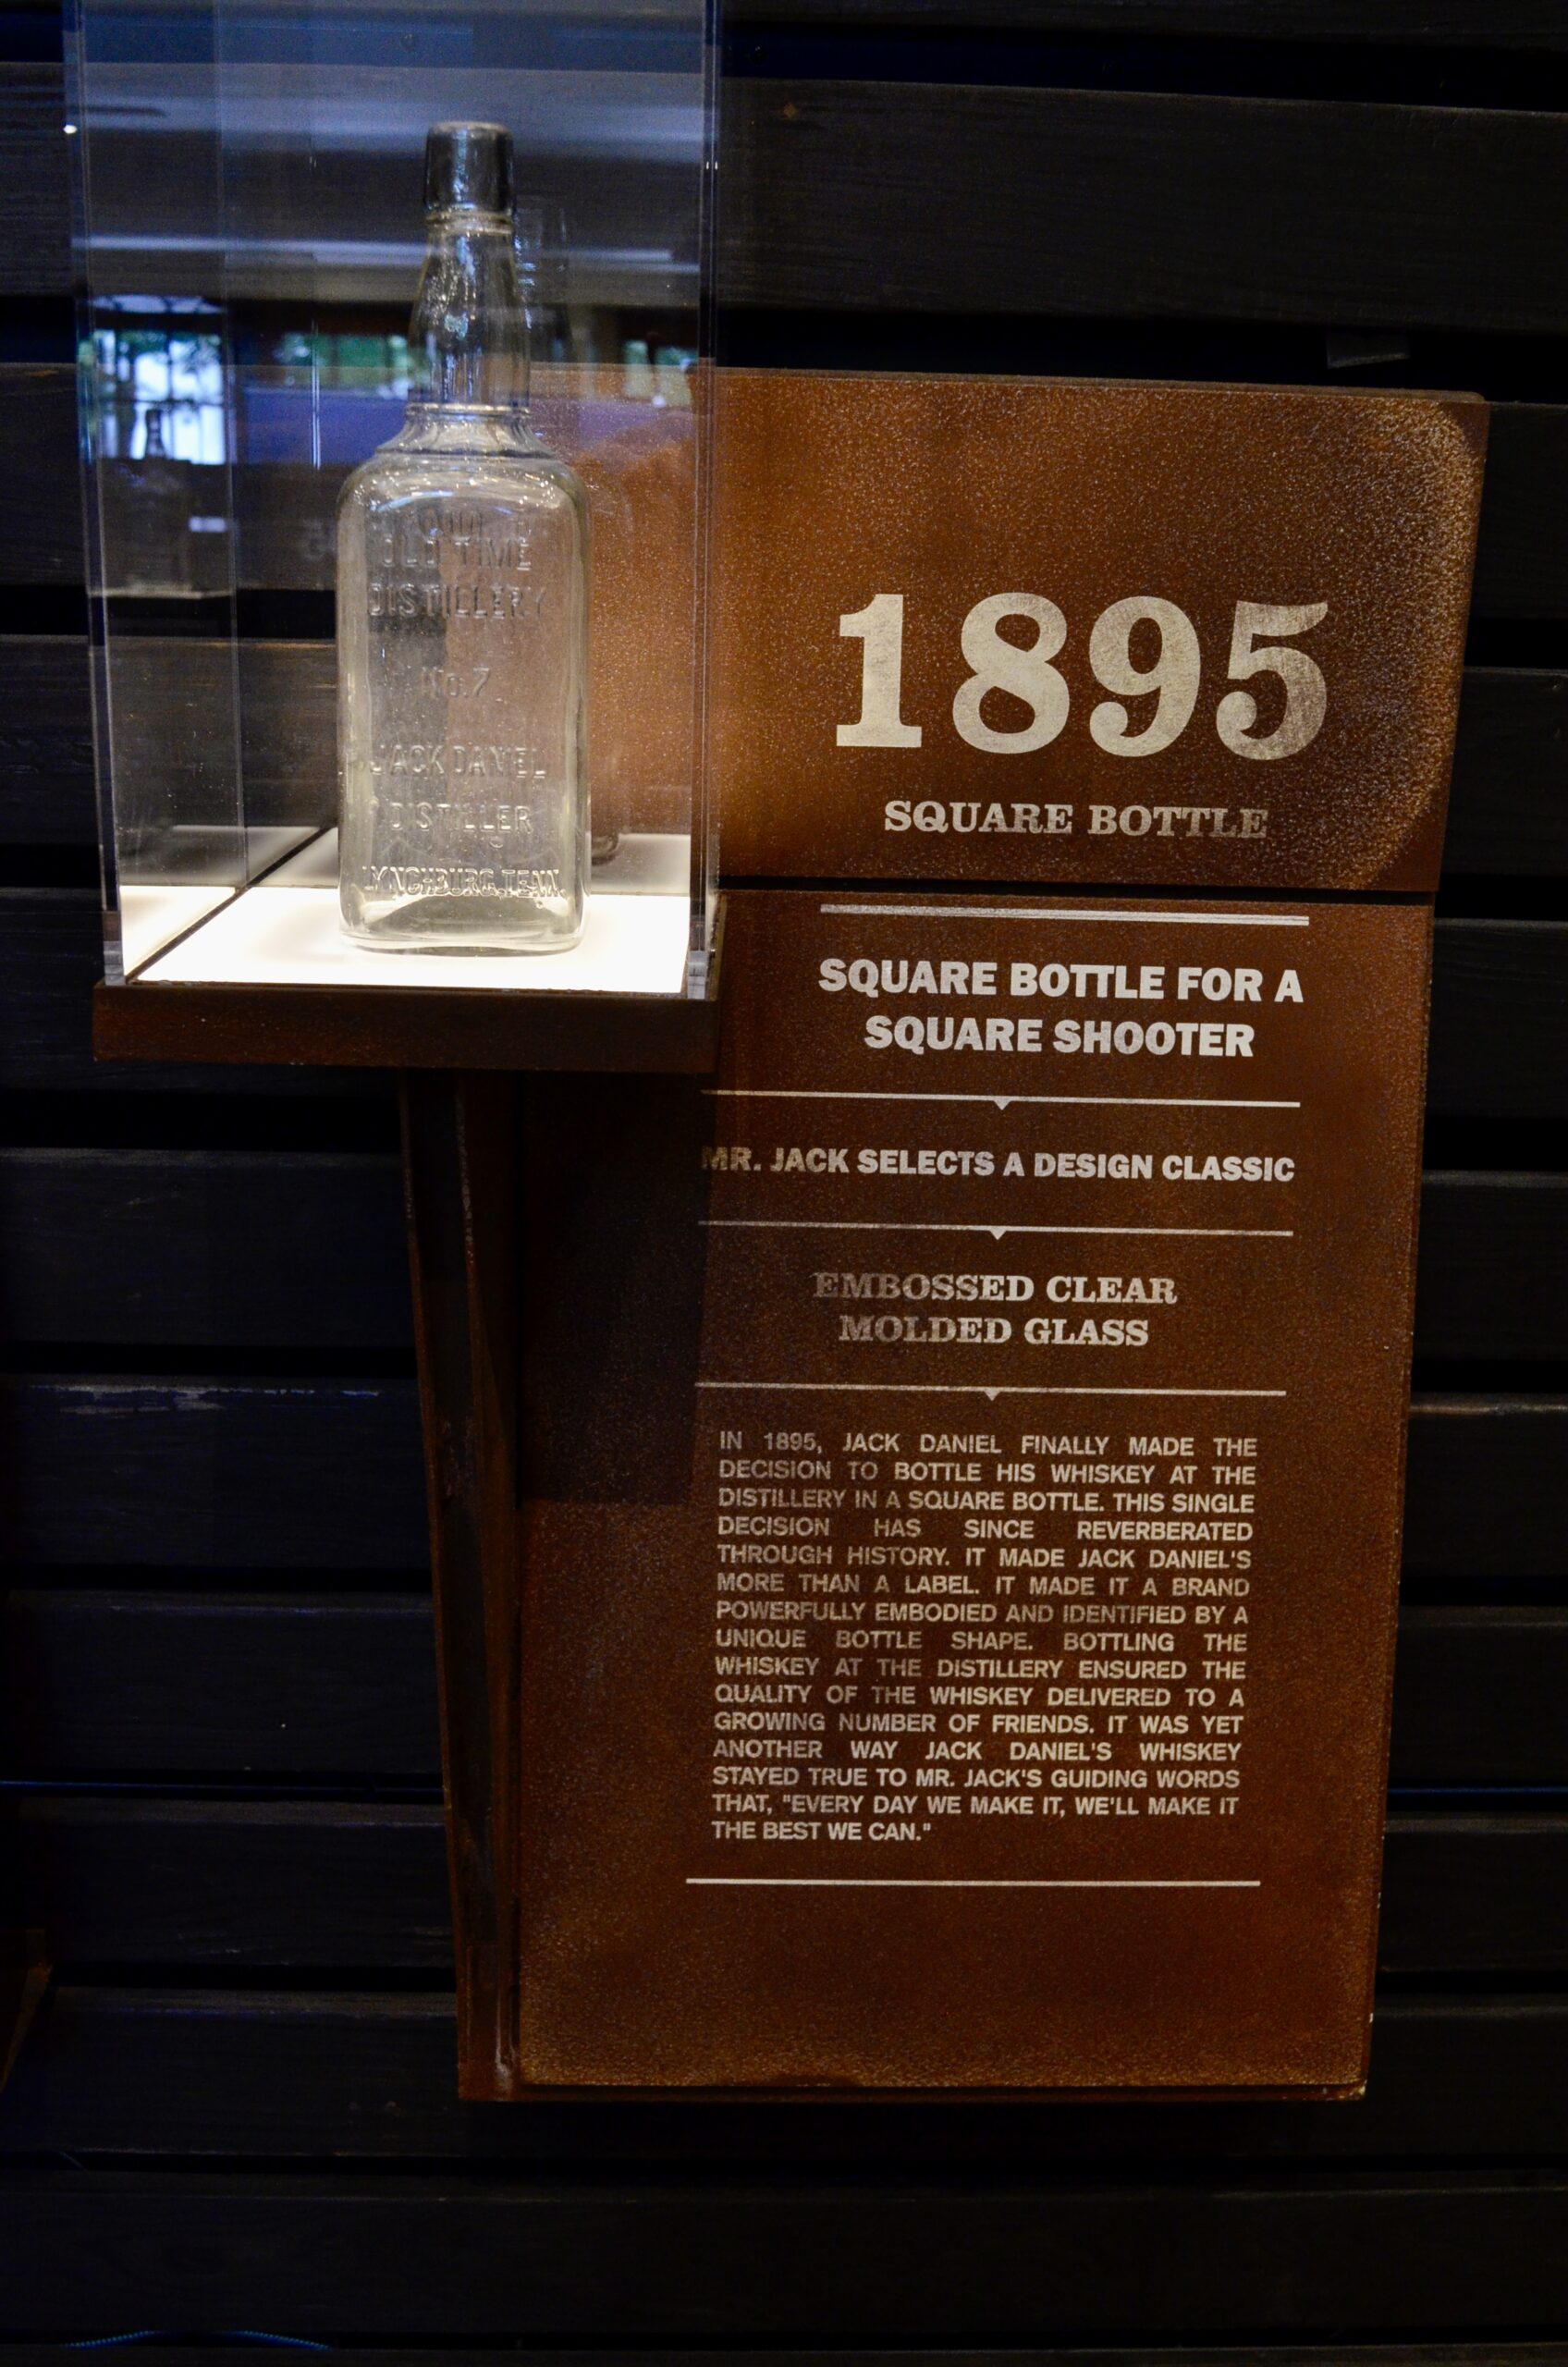 OLD TIME
DISTILLERY
No.7
JACK DANIEL
DISTILLER
LYNCHBURG, TENN.
1895
SQUARE BOTTLE
SQUARE BOTTLE FOR A
SQUARE SHOOTER
MR. JACK SELECTS A DESIGN CLASSIC
EMBOSSED CLEAR
MOLDED GLASS
IN 1895, JACK DANIEL FINALLY MADE THE
DECISION TO BOTTLE HIS WHISKEY AT THE
DISTILLERY IN A SQUARE BOTTLE. THIS SINGLE
DECISION HAS SINCE REVERBERATED
THROUGH HISTORY. IT MADE JACK DANIEL'S
MORE THAN A LABEL. IT MADE IT A BRAND
POWERFULLY EMBODIED AND IDENTIFIED BY A
UNIQUE BOTTLE SHAPE. BOTTLING THE
WHISKEY AT THE DISTILLERY ENSURED THE
QUALITY OF THE WHISKEY DELIVERED TO A
GROWING NUMBER OF FRIENDS. IT WAS YET
ANOTHER WAY JACK DANIEL'S WHISKEY
STAYED TRUE TO MR. JACK'S GUIDING WORDS
THAT, "EVERY DAY WE MAKE IT, WE'LL MAKE IT
THE BEST WE CAN."